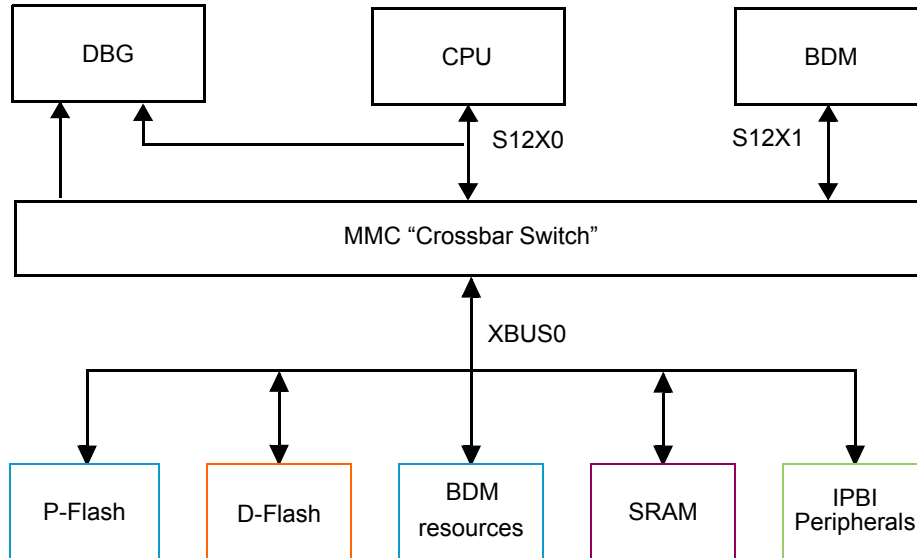 DBG
CPU
BDM
S12X0
S12X1
MMC “Crossbar Switch”
XBUS0
P-Flash
D-Flash
BDM
resources
SRAM
IPBI
Peripherals